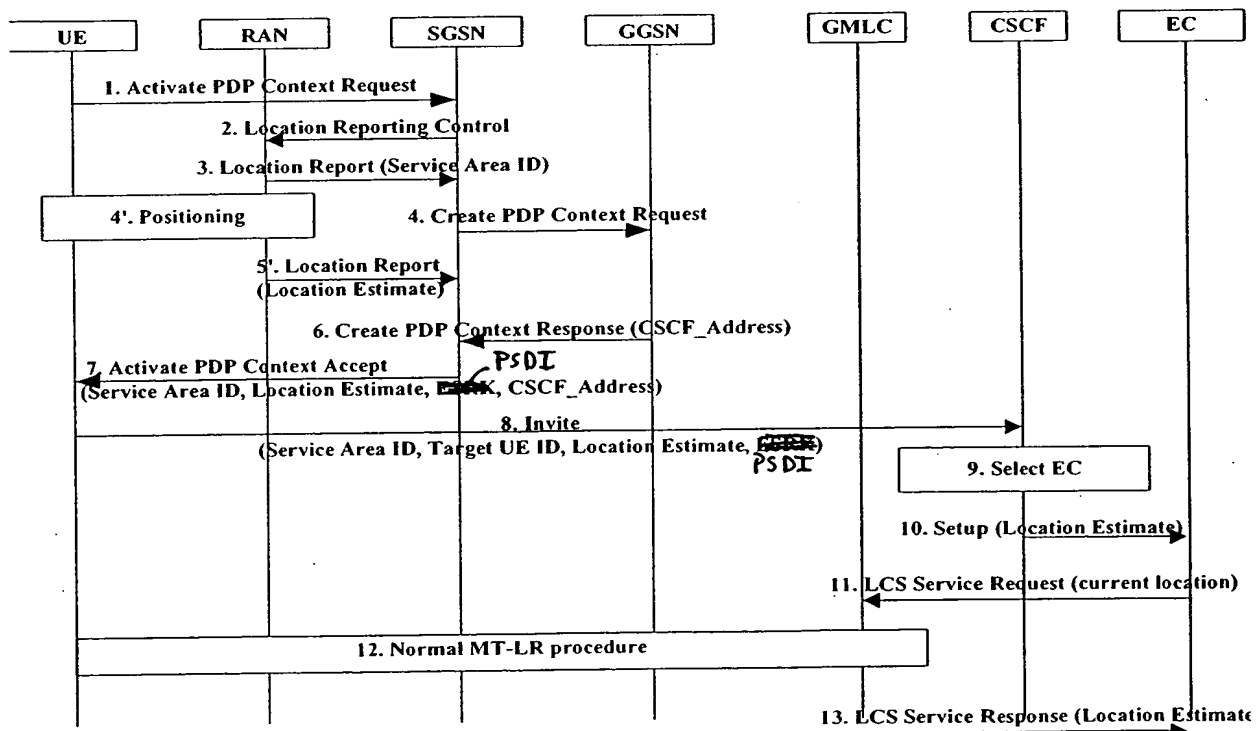 UE RAN SGSN GGSN GMLC CSCF EC
1. Activate PDP Context Request
2. Location Reporting Control
3. Location Report (Service Area ID)
4'. Positioning
4. Create PDP Context Request
5'. Location Report
(Location Estimate)
6. Create PDP Context Response (CSCF_Address)
7. Activate PDP Context Accept
PSDI
(Service Area ID, Location Estimate, , CSCF_Address)
8. Invite
(Service Area ID, Target UE ID, Location Estimate, )
PSDI
9. Select EC
10. Setup (Location Estimate)
11. LCS Service Request (current location)
12. Normal MT-LR procedure
13. LCS Service Response (Location Estimate